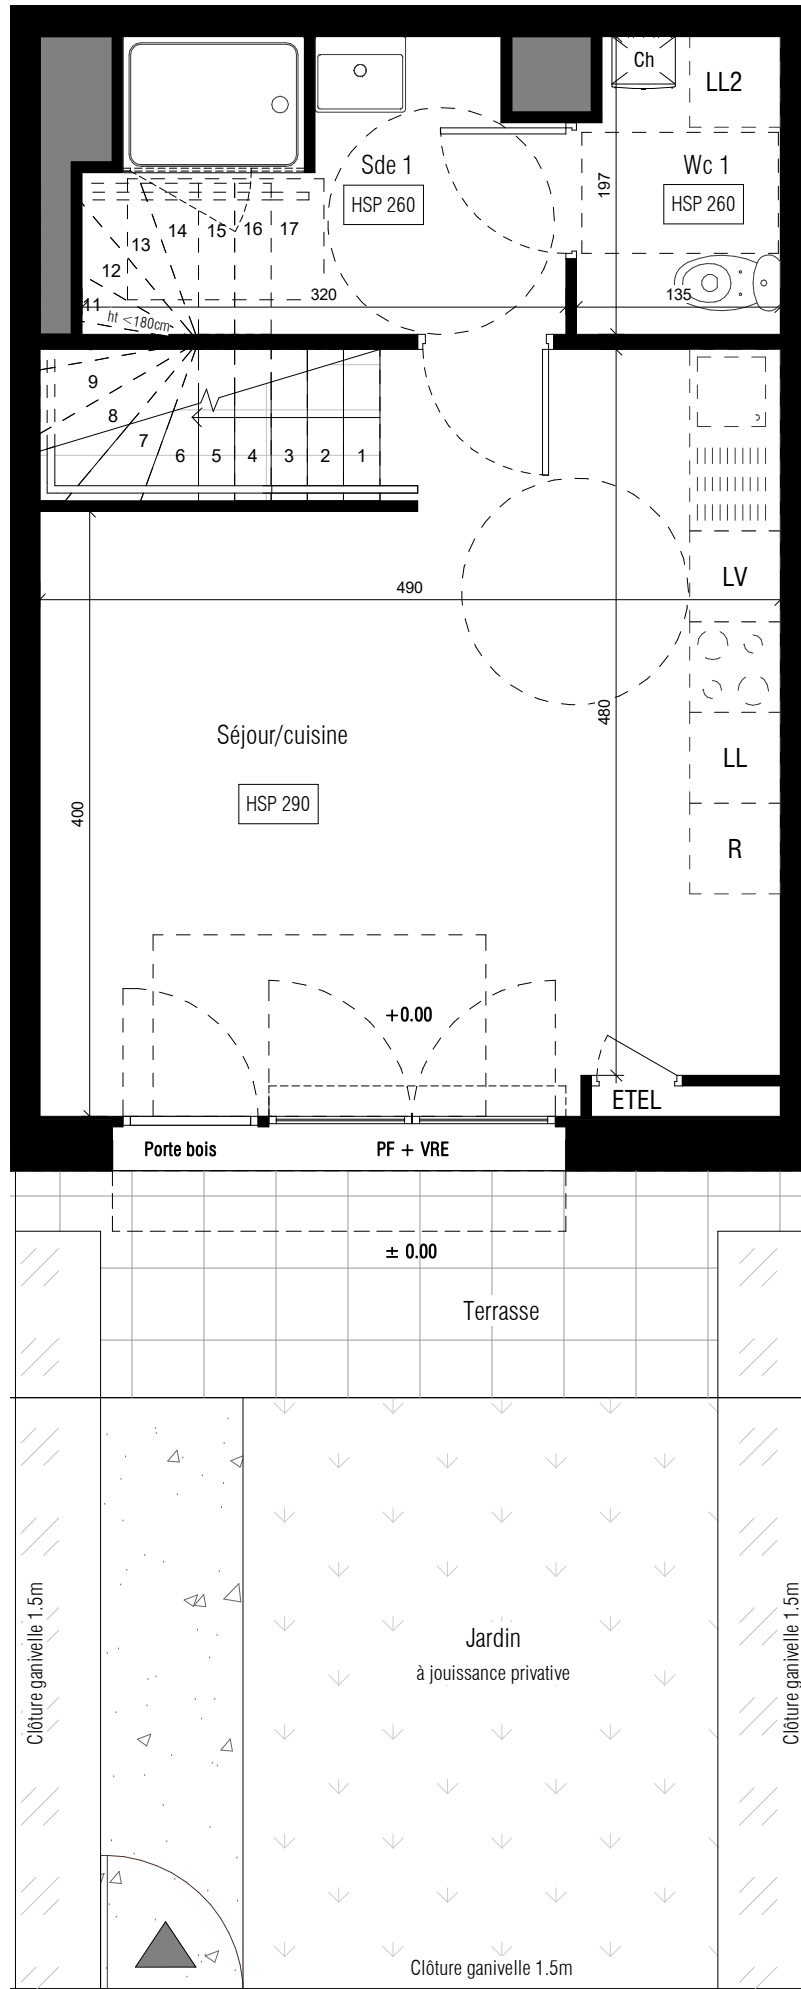 Ch
LL2
Sde 1
HSP 260
197
Wc 1
HSP 260
17
16
15
14
13
12
11
ht <180cm
320
135
9
8
7
6
5
4
3
2
1
LV
490
480
Séjour/cuisine
HSP 290
400
LL
R
+0.00
ETEL
Porte bois
PF + VRE
± 0.00
Terrasse
Clôture ganivelle 1.5m
Jardin
à jouissance privative
Clôture ganivelle 1.5m
Clôture ganivelle 1.5m